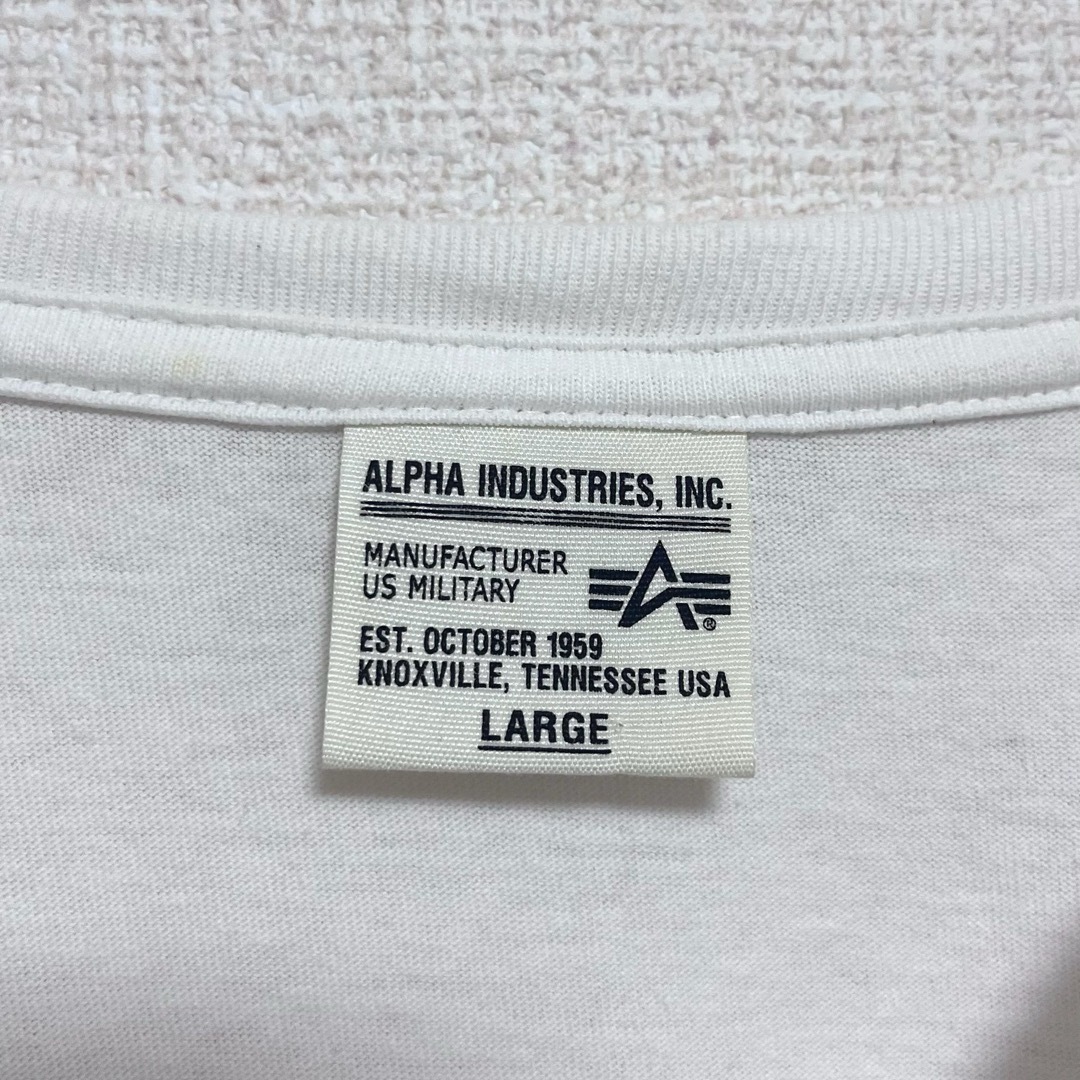 ALPHA INDUSTRIES, INC.
MANUFACTURER
US MILITARY
®
EST. OCTOBER 1959
KNOXVILLE, TENNESSEE USA
LARGE